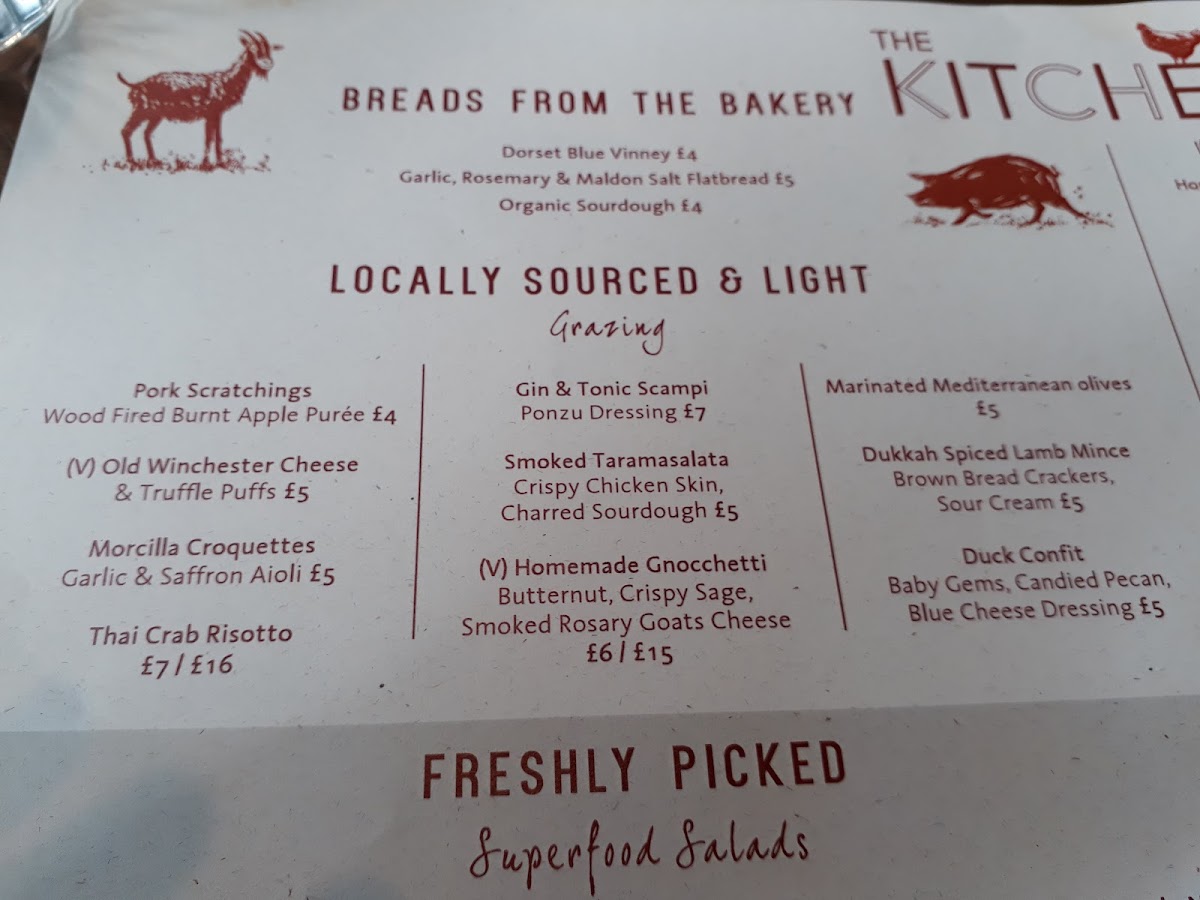 THE
BREADS FROM THE BAKERY
Dorset Blue Vinney £4
Garlic, Rosemary & Maldon Salt Flatbread £5
Organic Sourdough £4
LOCALLY SOURCED & LIGHT
Grazing
Pork Scratchings
Wood Fired Burnt Apple Purée £4
(V) Old Winchester Cheese
& Truffle Puffs £5
Morcilla Croquettes
Garlic & Saffron Aioli £5
Thai Crab Risotto
£7 / £16
Gin & Tonic Scampi
Ponzu Dressing £7
Smoked Taramasalata
Crispy Chicken Skin,
Charred Sourdough £5
(V) Homemade Gnocchetti
Butternut, Crispy Sage,
Smoked Rosary Goats Cheese
£6 / £15
Marinated Mediterranean olives
£5
Dukkah Spiced Lamb Mince
Brown Bread Crackers,
Sour Cream £5
Duck Confit
Baby Gems, Candied Pecan,
Blue Cheese Dressing £5
FRESHLY PICKED
Superfood Salads